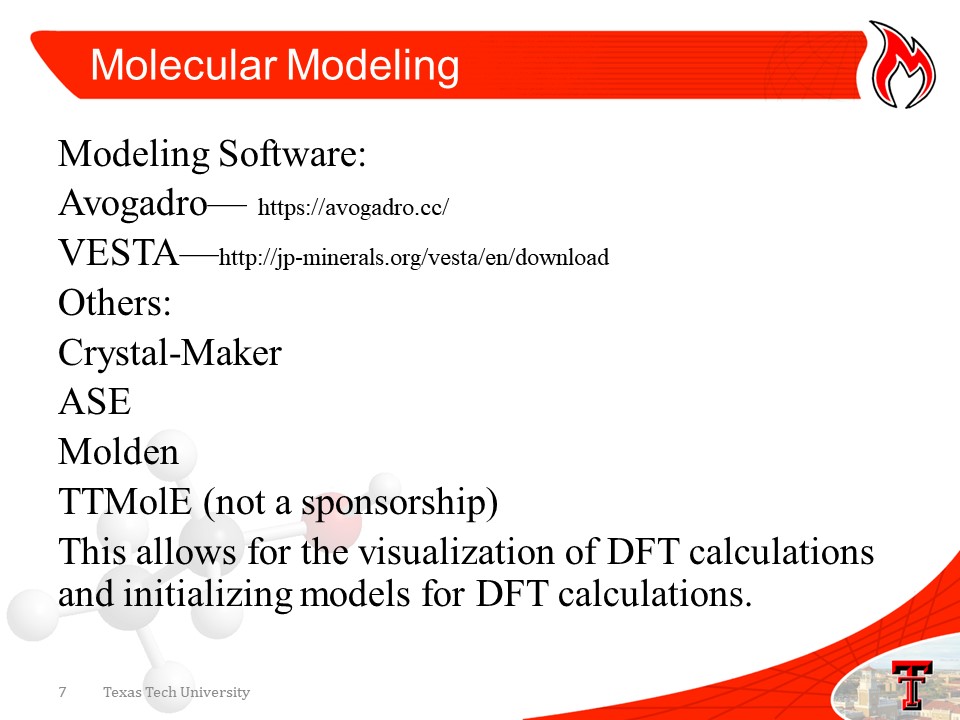 Molecular Modeling
Modeling Software:
Avogadro— https://avogadro.cc/
VESTA—http://jp-minerals.org/vesta/en/download
Others:
Crystal-Maker
ASE
Molden
TTMolE (not a sponsorship)
This allows for the visualization of DFT calculations
and initializing models for DFT calculations.
7 Texas Tech University